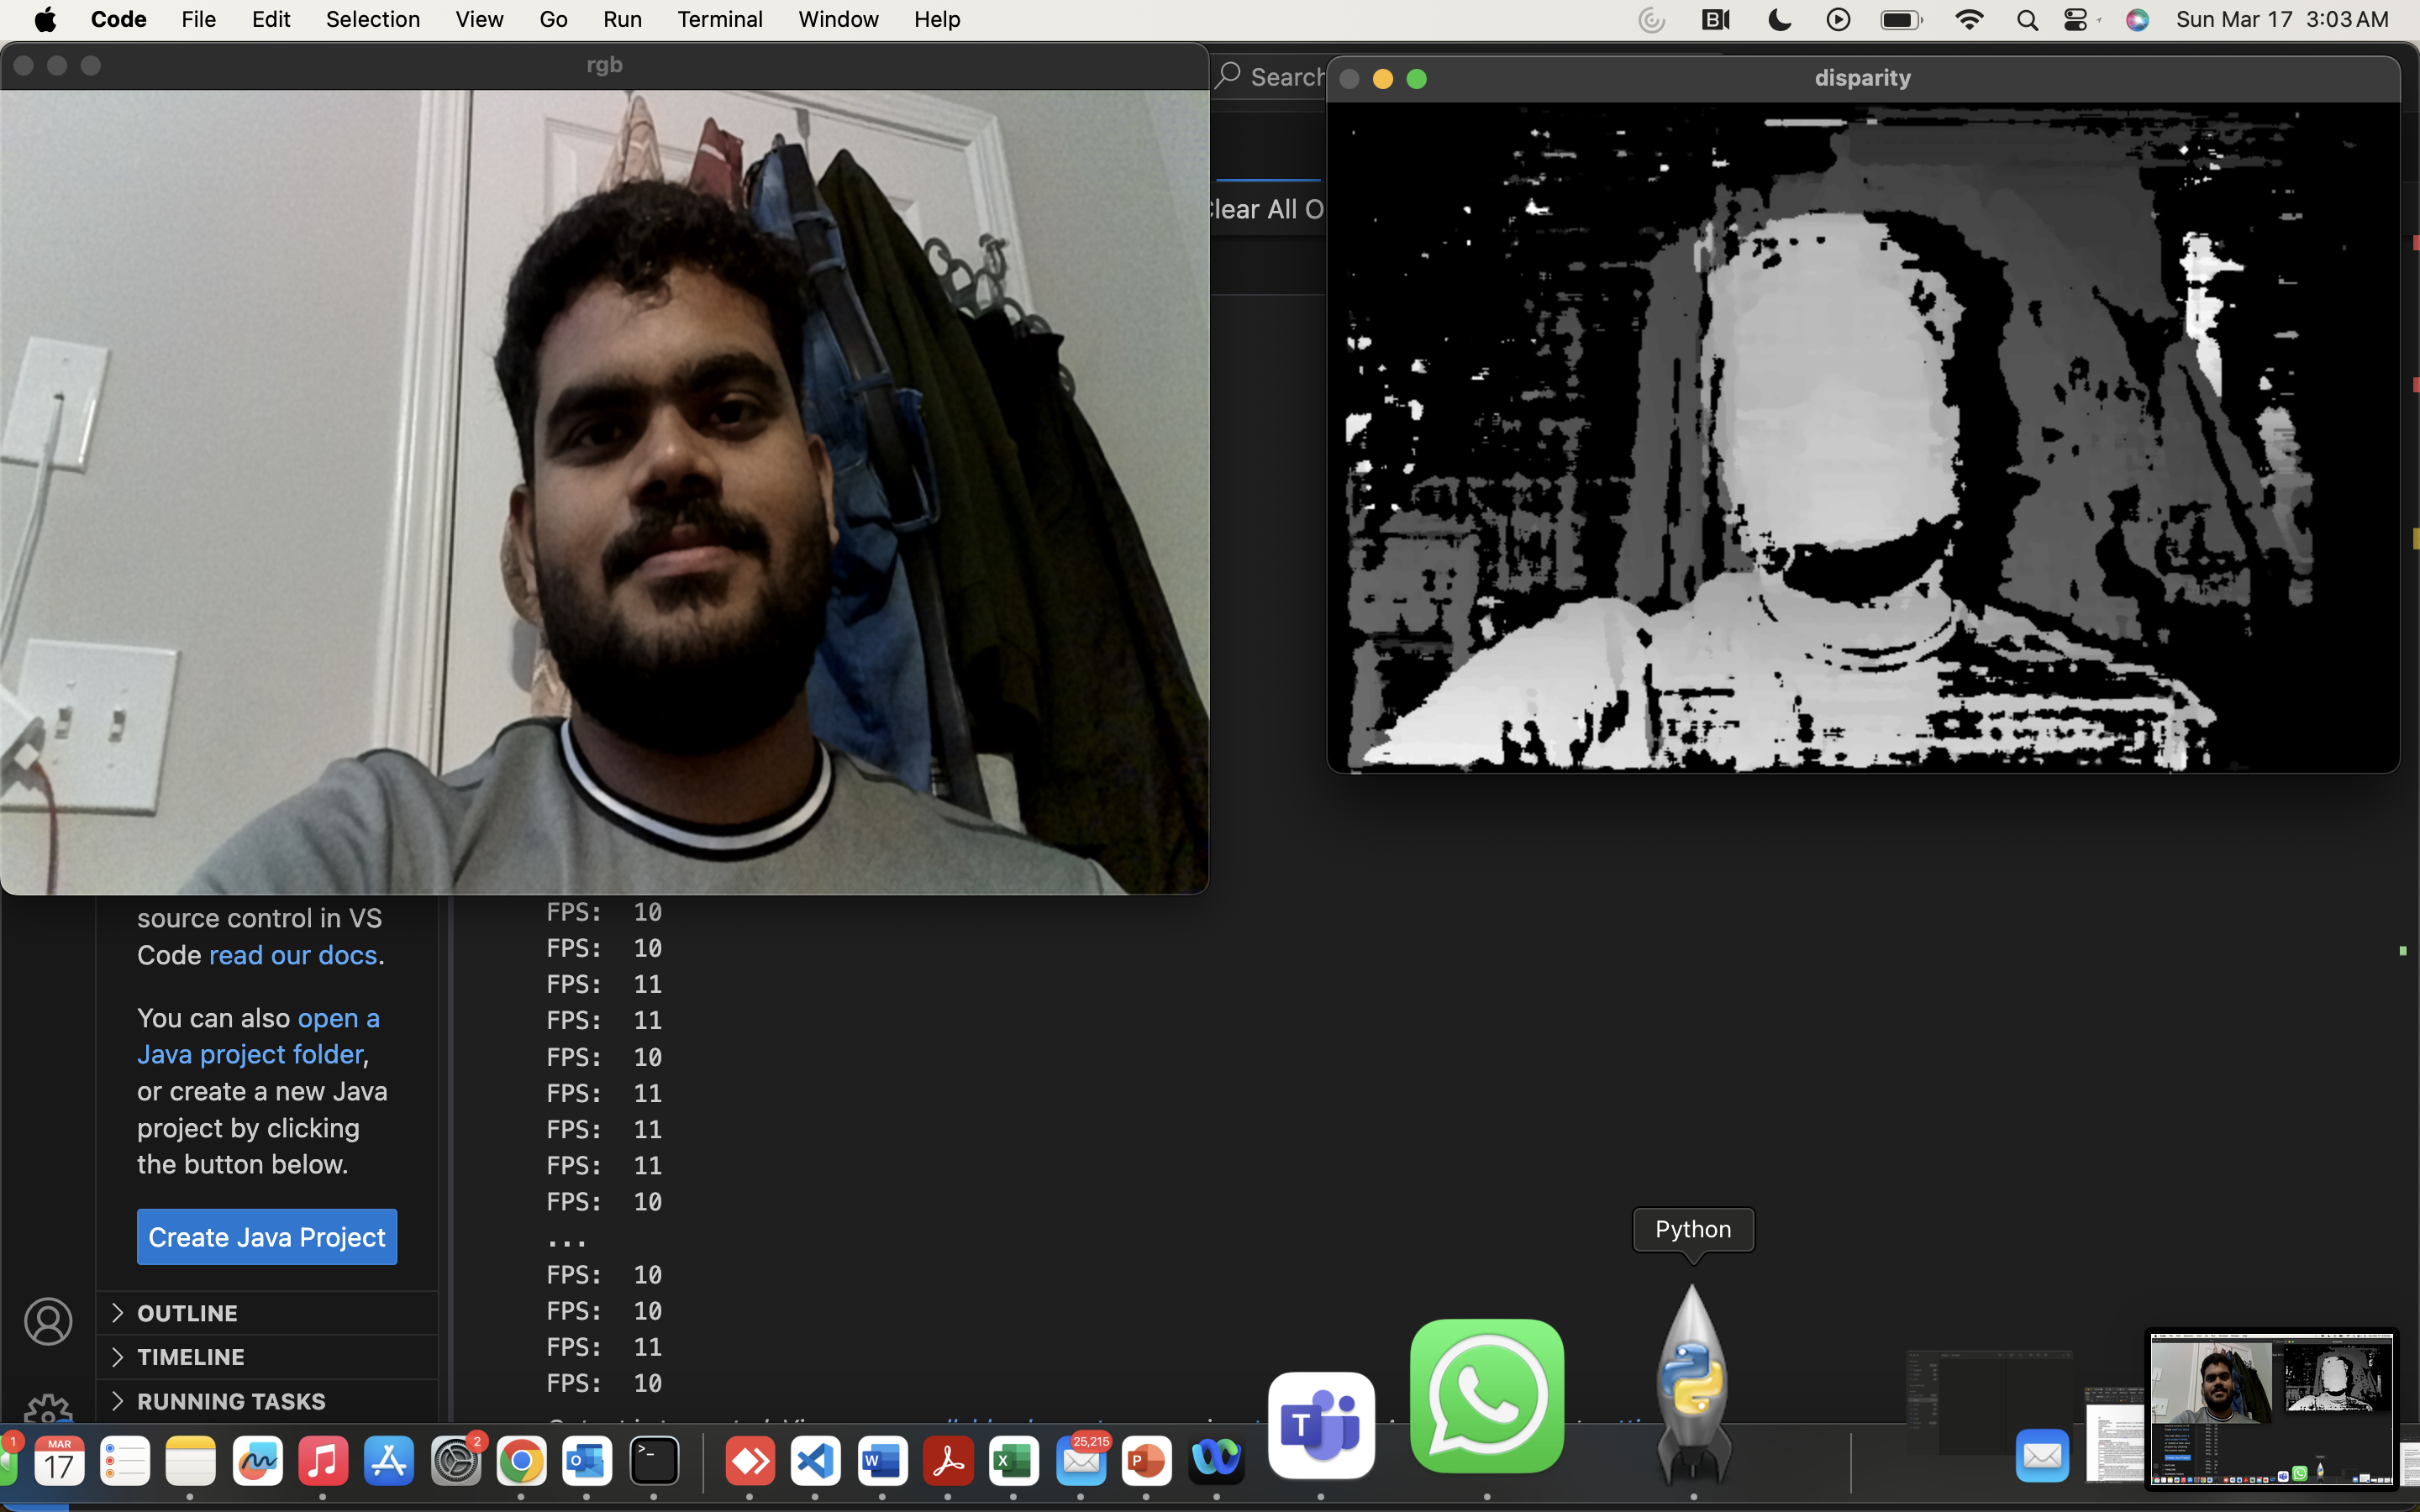 Code File Edit Selection View Go Run Terminal Window Help
Sun Mar 17 3:03 AM
rgb
Search
disparity
Clear All O
source control in VS
Code read our docs.
You can also open a
Java project folder,
or create a new Java
project by clicking
the button below.
Create Java Project
OUTLINE
TIMELINE
RUNNING TASKS
FPS: 10
FPS: 10
FPS: 11
FPS: 11
FPS: 10
FPS: 11
FPS: 11
FPS: 11
FPS: 10
...
FPS: 10
FPS: 10
FPS: 11
FPS: 10
Python
1
MAR
17
2
25,215